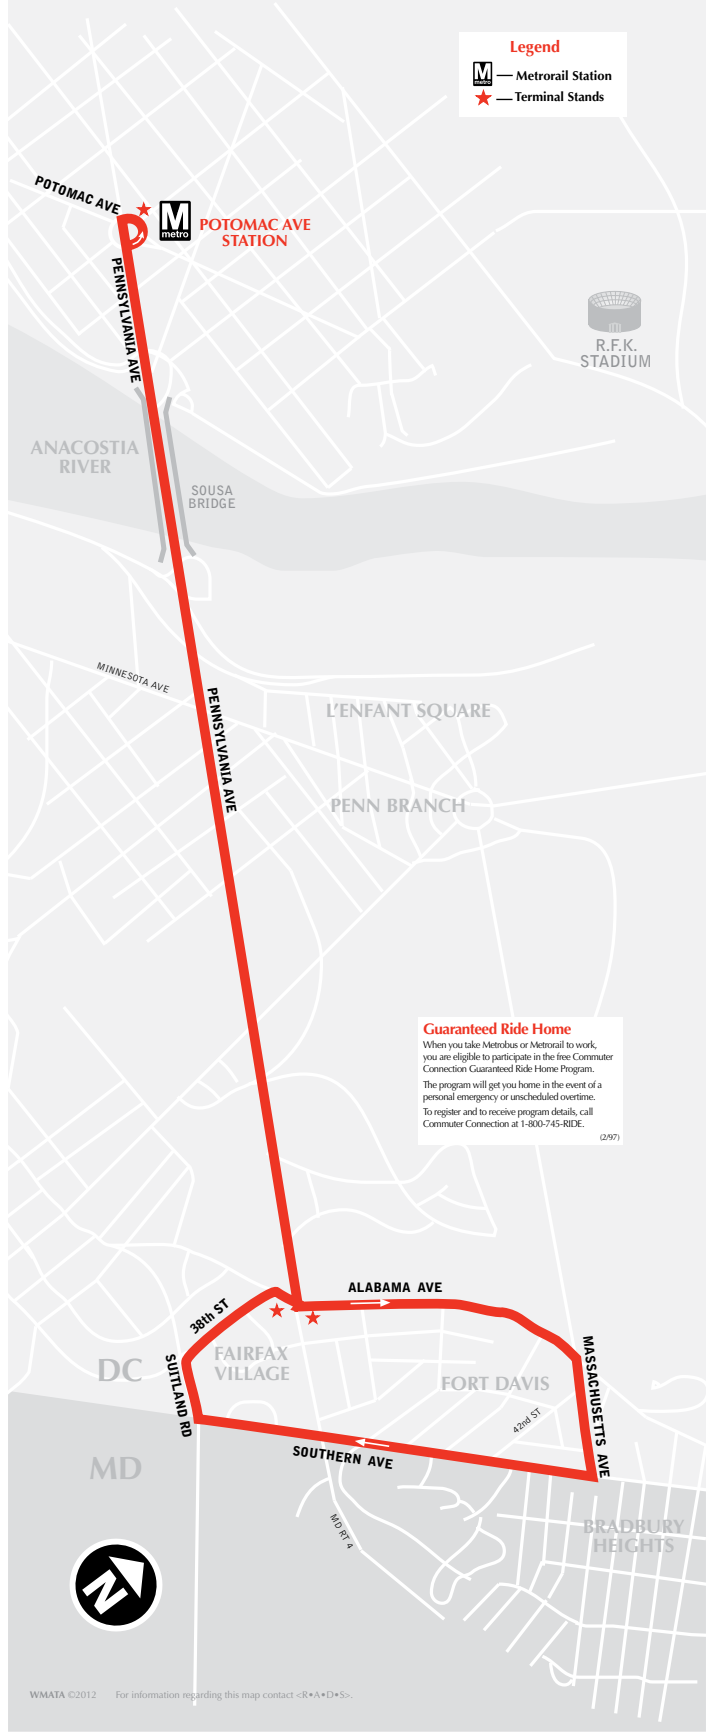 Legend
M
metro
Metrorail Station
Terminal Stands
POTOMAC AVE
M
metro
POTOMAC AVE
STATION
PENNSYLVANIA AVE
R.F.K.
STADIUM
ANACOSTIA
RIVER
SOUSA
BRIDGE
MINNESOTA AVE
PENNSYLVANIA AVE
L'ENFANT SQUARE
PENN BRANCH
Guaranteed Ride Home
When you take Metrobus or Metrorail to work,
you are eligible to participate in the free Commuter
Connection Guaranteed Ride Home Program.
The program will get you home in the event of a
personal emergency or unscheduled overtime.
To register and to receive program details, call
Commuter Connection at 1-800-745-RIDE.
(2/97)
ALABAMA AVE
38th ST
FAIRFAX
VILLAGE
DC
SUITLAND RD
FORT DAVIS
MASSACHUSETTS AVE
42nd ST
SOUTHERN AVE
MD
MD RT 4
BRADBURY
HEIGHTS
N
WMATA ©2012 For information regarding this map contact <R•A•D•S>.